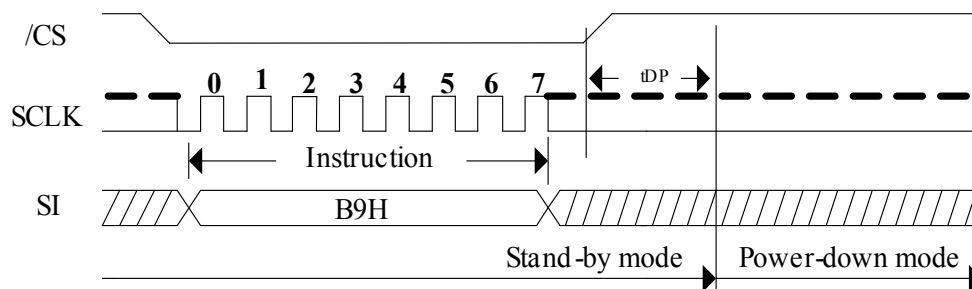 /CS
tDP
0 1 2 3 4 5 6 7
SCLK
Instruction
SI
B9H
Stand-by mode Power-down mode